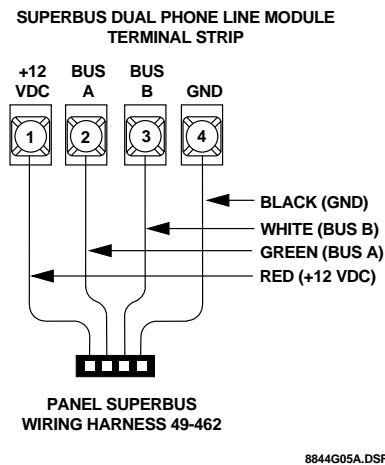 SUPERBUS DUAL PHONE LINE MODULE
TERMINAL STRIP
+12 VDC
BUS A
BUS B
GND
1 2 3 4
BLACK (GND)
WHITE (BUS B)
GREEN (BUS A)
RED (+12 VDC)
PANEL SUPERBUS
WIRING HARNESS 49-462
8844G05A.DSF